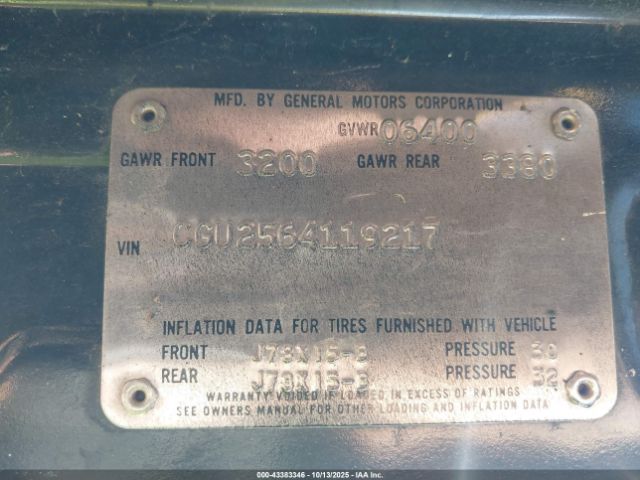 MFD. BY GENERAL MOTORS CORPORATION
GVWR 06400
GAWR FRONT 3200 GAWR REAR 3380
VIN CGU2564119217
INFLATION DATA FOR TIRES FURNISHED WITH VEHICLE
FRONT J78X15-B PRESSURE 30
REAR J78X15-B PRESSURE 32
WARRANTY VOIDED IF LOADED IN EXCESS OF RATINGS
SEE OWNERS MANUAL FOR OTHER LOADING AND INFLATION DATA
000-43383346 - 10/13/2025 - Copyright © 2025 IAA, Inc.